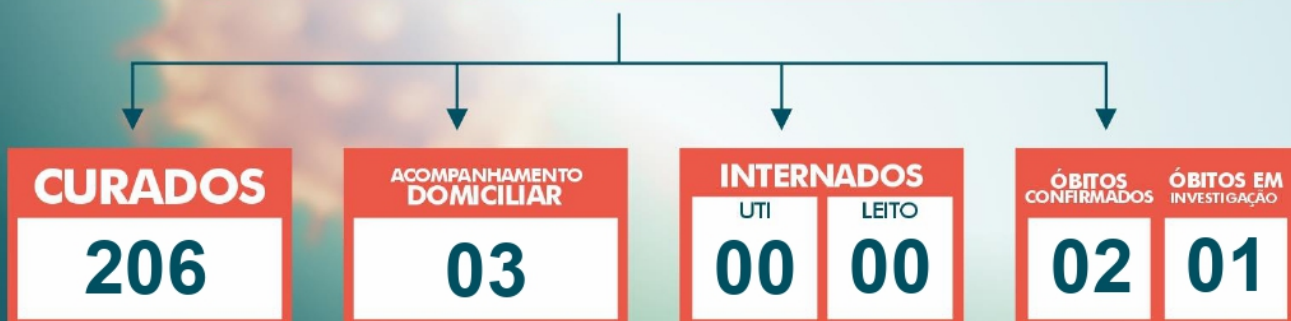 CURADOS
206
ACOMPANHAMENTO
DOMICILIAR
03
INTERNADOS
UTI
00
LEITO
00
ÓBITOS
CONFIRMADOS
02
ÓBITOS EM
INVESTIGAÇÃO
01